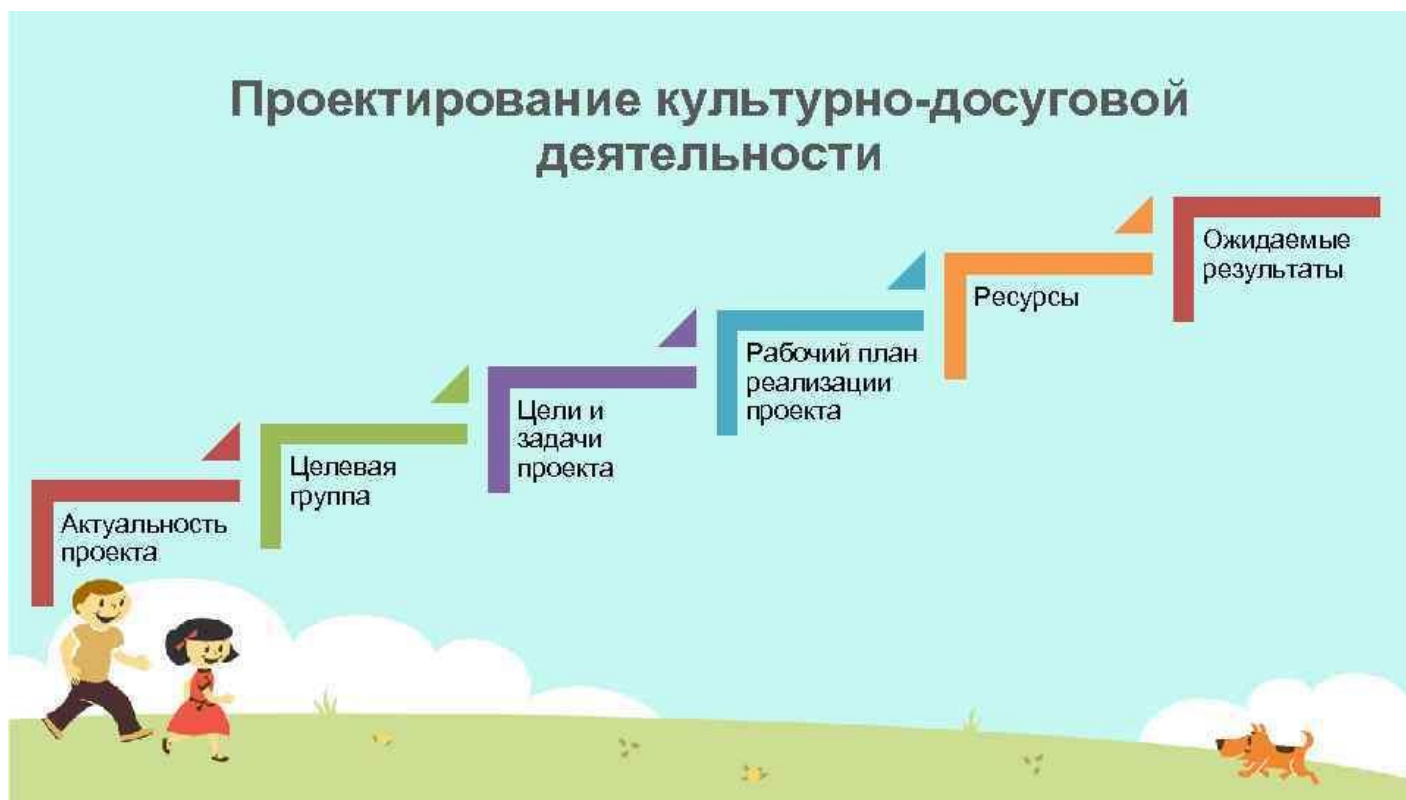 Проектирование культурно-досуговой
деятельности
Актуальность
проекта
Целевая
группа
Цели и
задачи
проекта
Рабочий план
реализации
проекта
Ресурсы
Ожидаемые
результаты